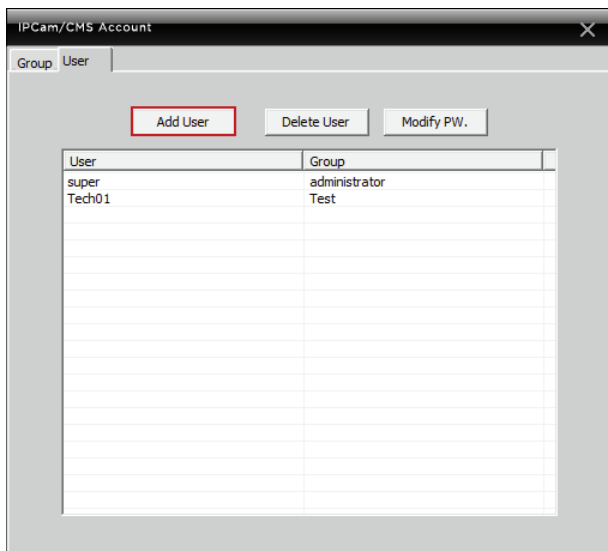 IPCam/CMS Account
Group User
Add User Delete User Modify PW.
User Group
super administrator
Tech01 Test